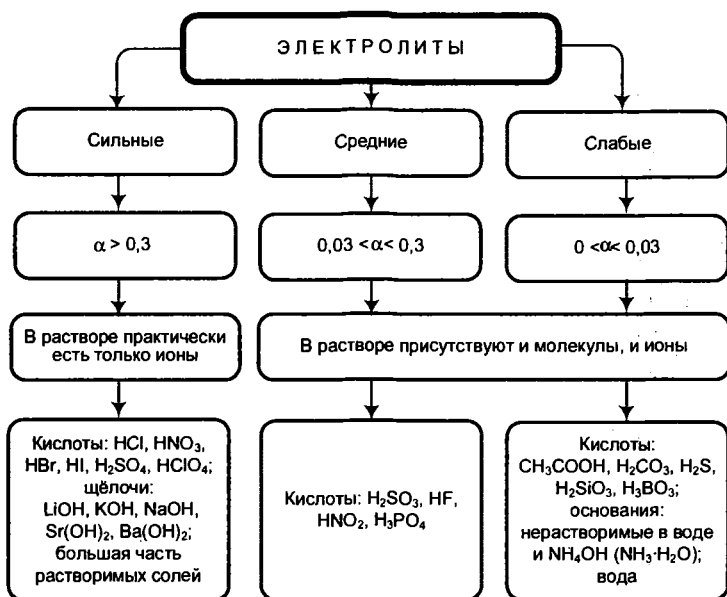 ЭЛЕКТРОЛИТЫ
Сильные
Средние
Слабые
α > 0,3
0,03 <α< 0,3
0 <α< 0,03
В растворе практически
есть только ионы
В растворе присутствуют и молекулы, и ионы
Кислоты: HCl, HNO₃,
HBr, HI, H₂SO₄, HClO₄;
щёлочи:
LiOH, KOH, NaOH,
Sr(OH)₂, Ba(OH)₂;
большая часть
растворимых солей
Кислоты: H₂SO₃, HF,
HNO₂, H₃PO₄
Кислоты:
CH₃COOH, H₂CO₃, H₂S,
H₂SiO₃, H₃BO₃;
основания:
нерастворимые в воде
и NH₄OH (NH₃·H₂O);
вода